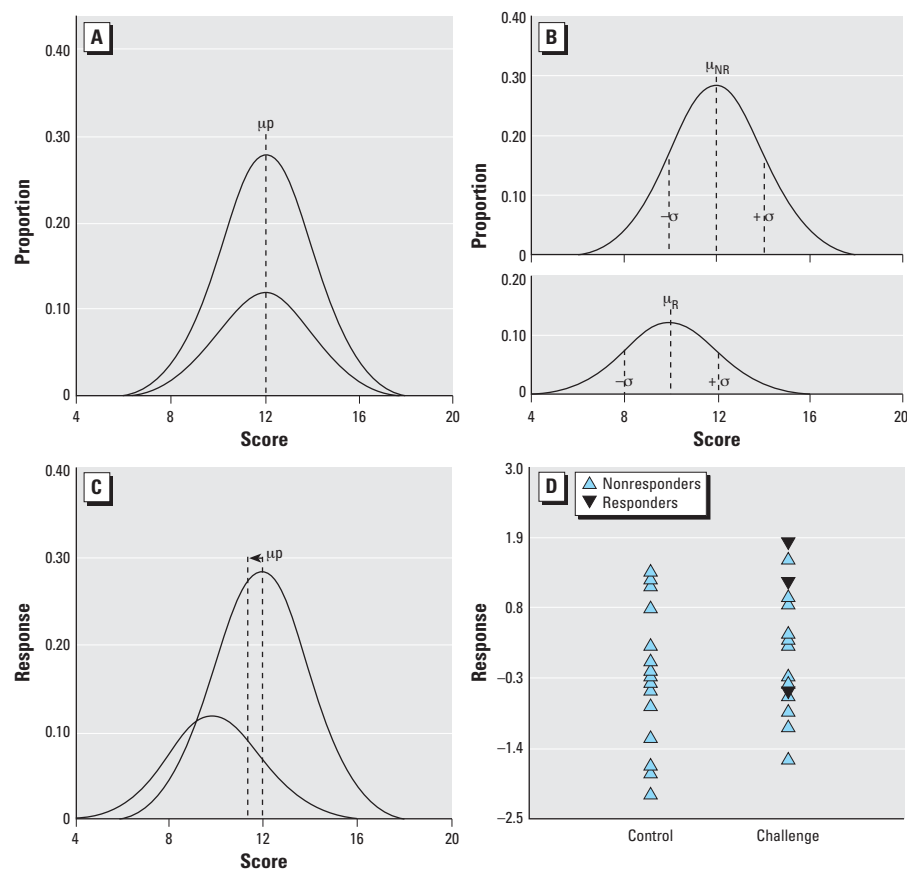 A
0.40
0.30
0.20
0.10
0
Proportion
μp
4
8
12
16
20
Score
B
0.40
0.30
0.20
0.10
0
Proportion
μNR
−σ
+σ
0.20
0.10
0
μR
−σ
+σ
4
8
12
16
20
Score
C
0.40
0.30
0.20
0.10
0
Response
μp
4
8
12
16
20
Score
D
Nonresponders
Responders
3.0
1.9
0.8
−0.3
−1.4
−2.5
Response
Control
Challenge